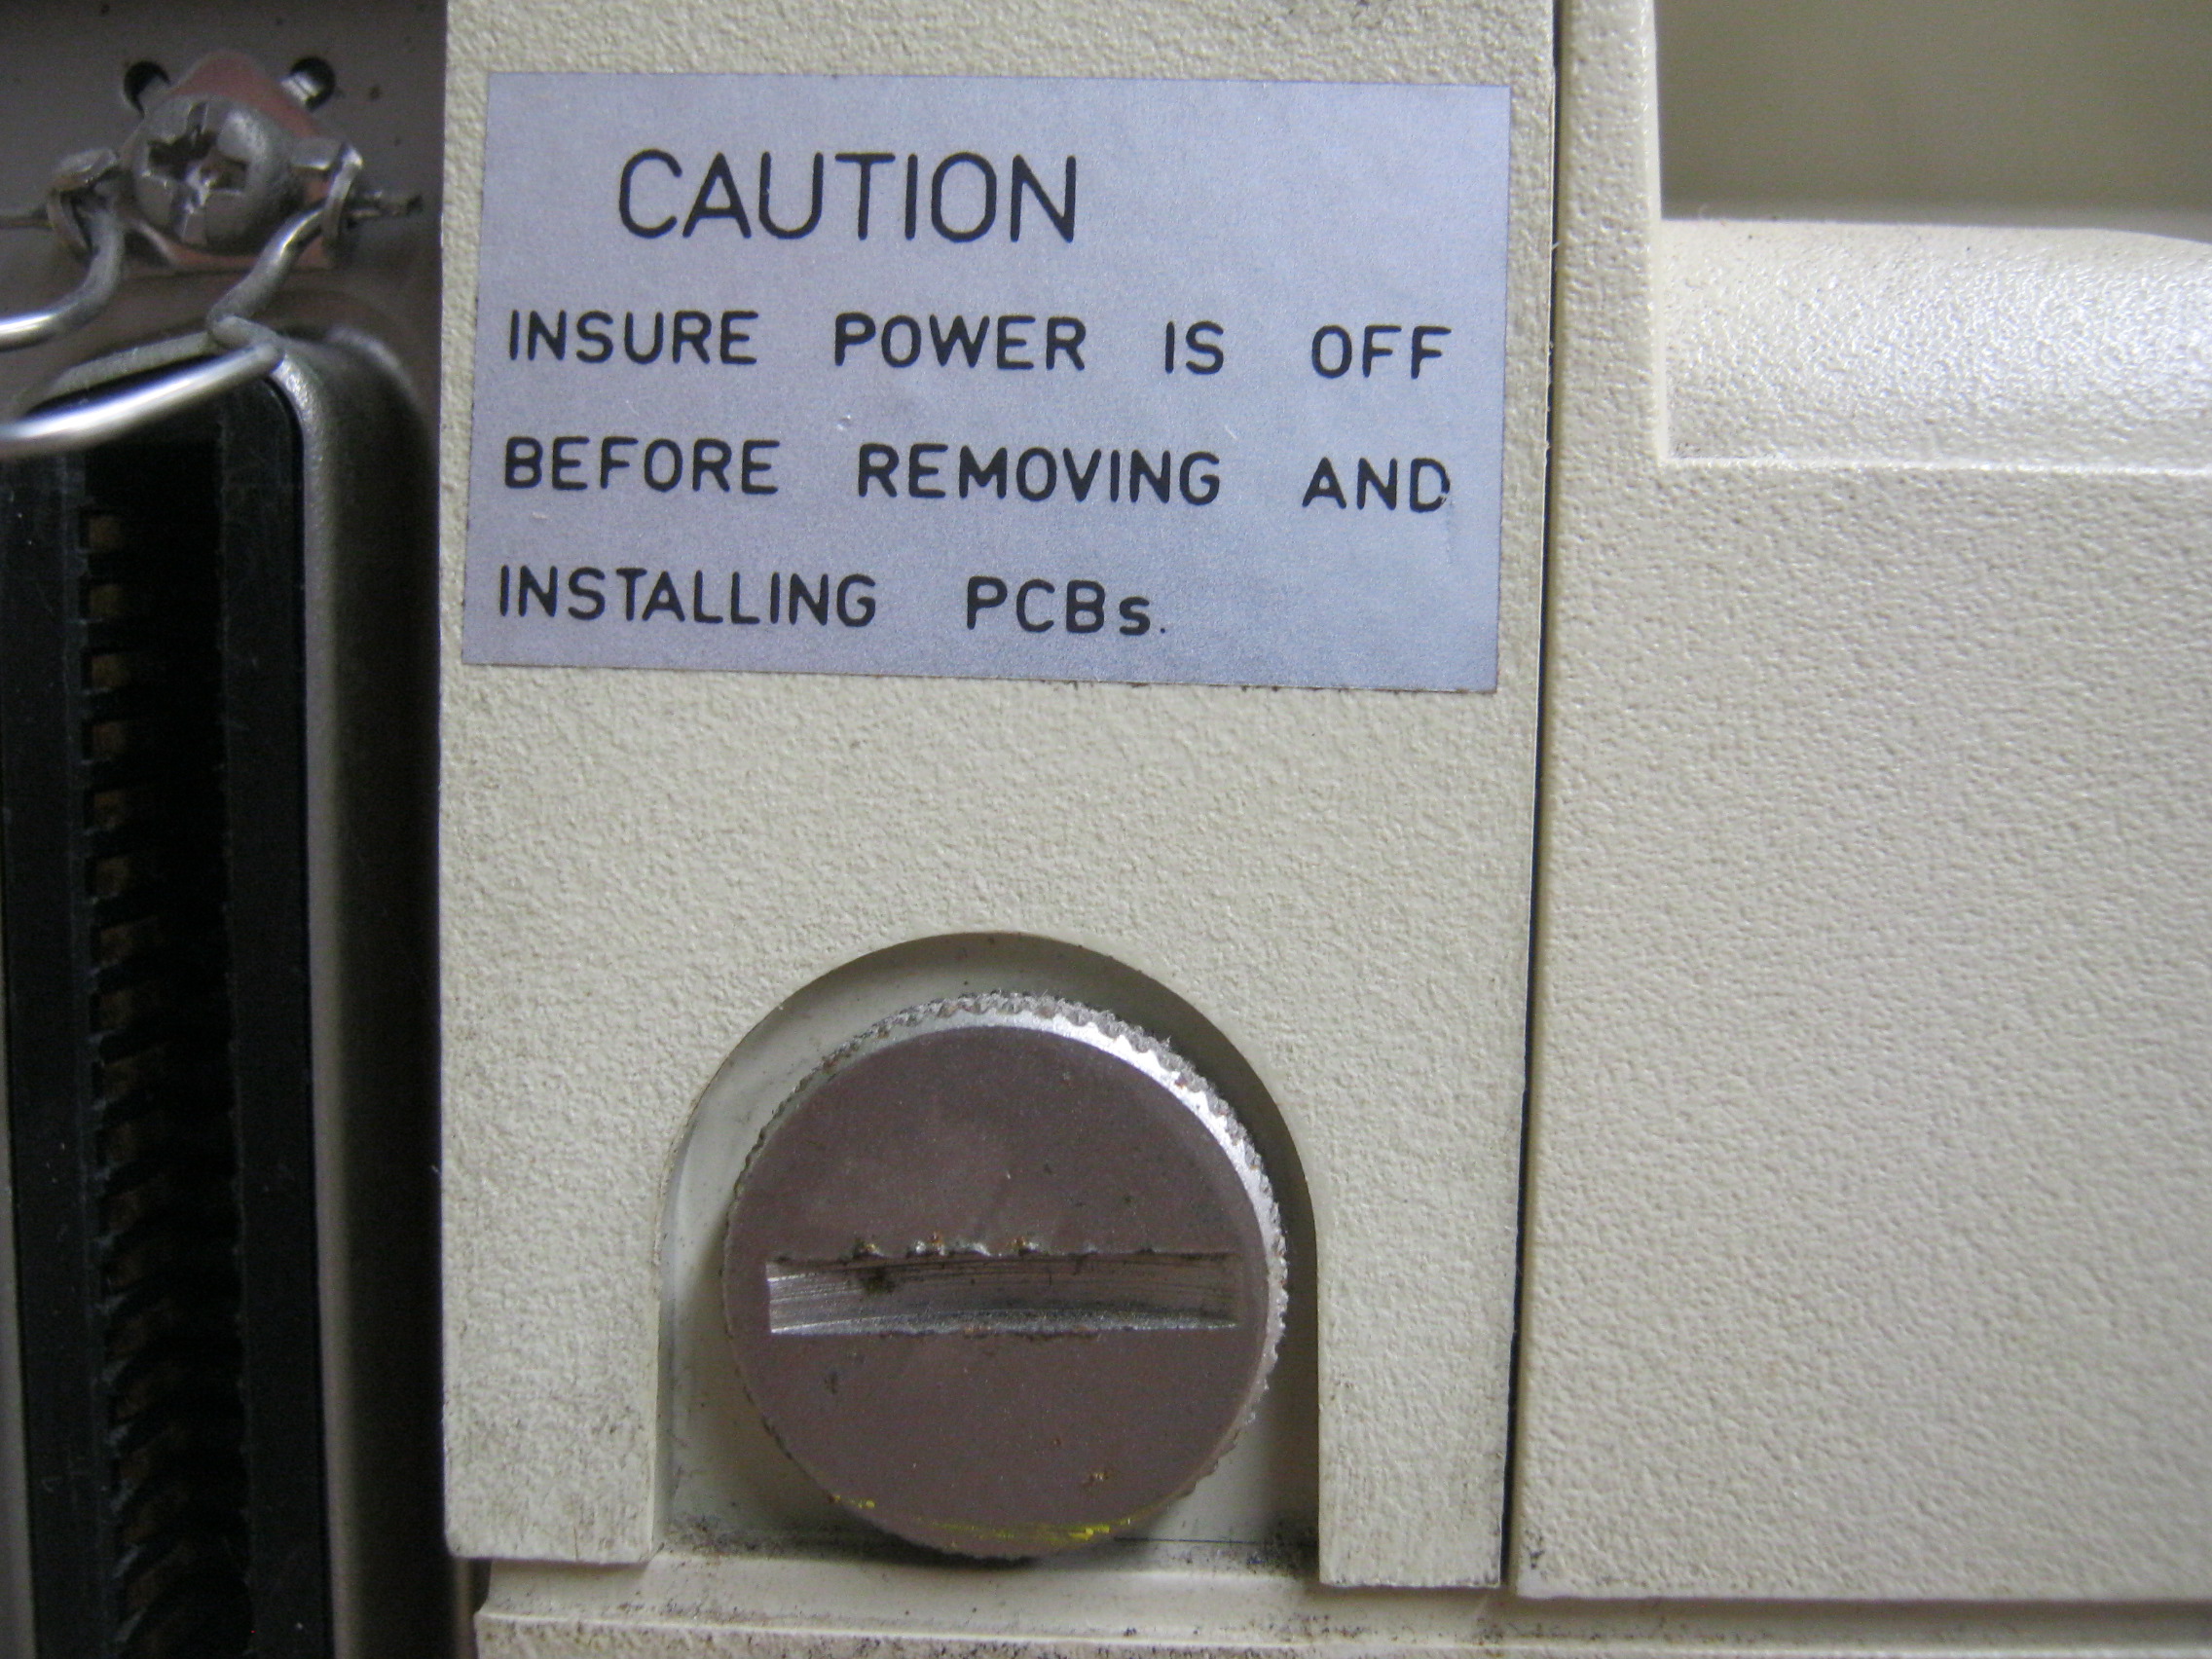 CAUTION
INSURE POWER IS OFF
BEFORE REMOVING AND
INSTALLING PCBs.